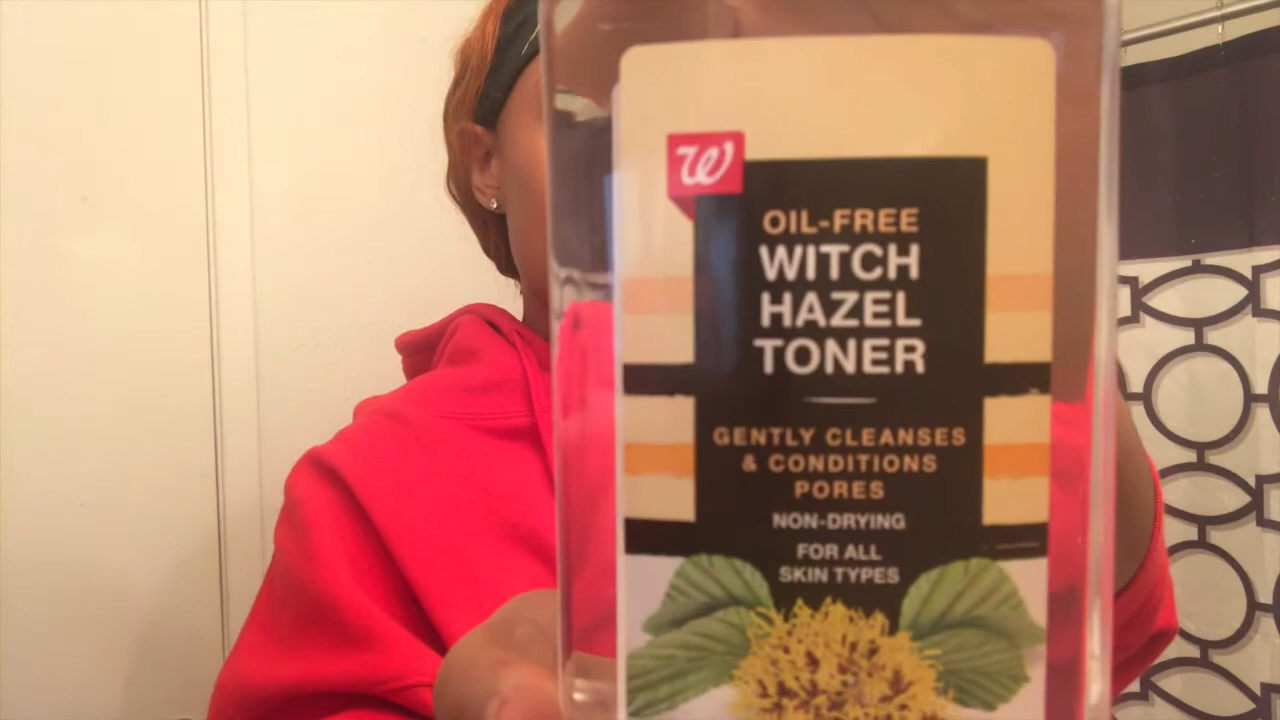 W
OIL-FREE
WITCH
HAZEL
TONER
GENTLY CLEANSES
& CONDITIONS
PORES
NON-DRYING
FOR ALL
SKIN TYPES